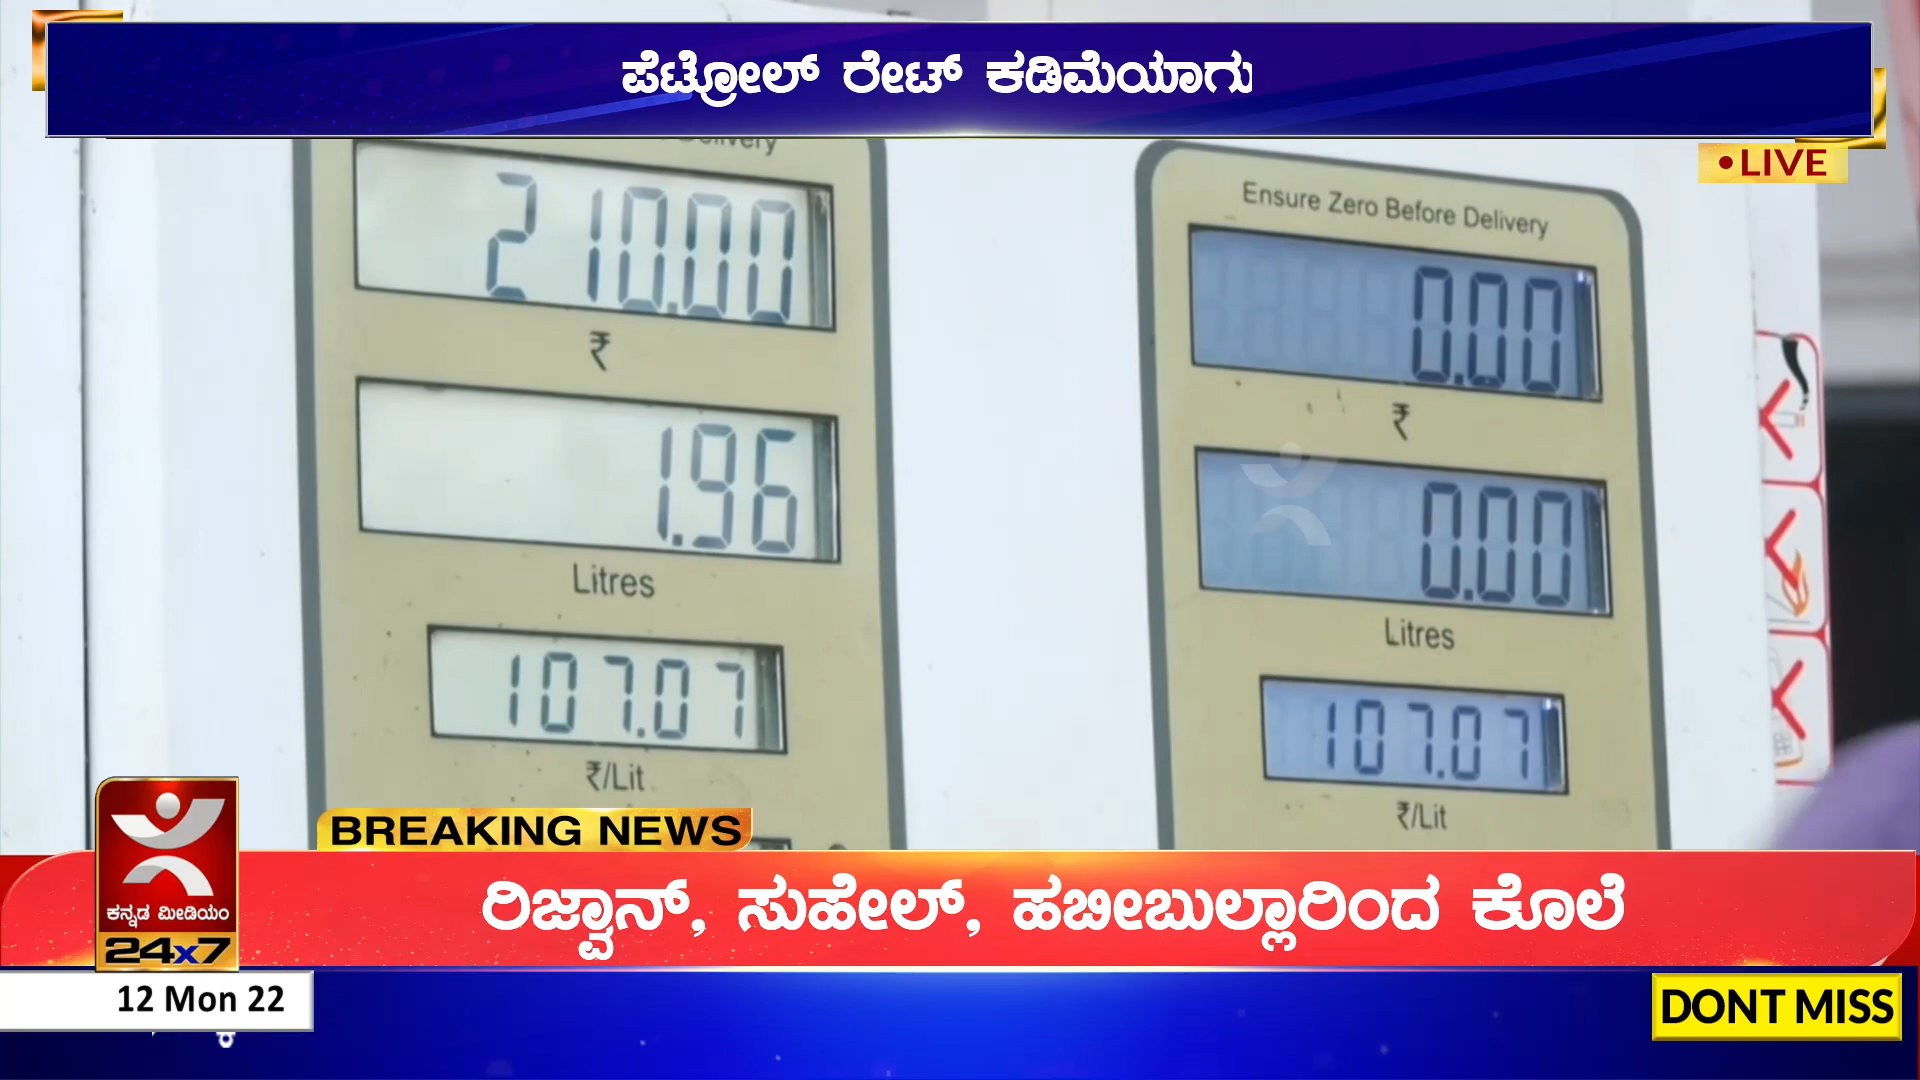 ಪೆಟ್ರೋಲ್ ರೇಟ್ ಕಡಿಮೆಯಾಗು
• LIVE
Delivery
210.00
₹
1.96
Litres
107.07
₹/Lit
Ensure Zero Before Delivery
0.00
₹
0.00
Litres
107.07
₹/Lit
BREAKING NEWS
ರಿಜ್ವಾನ್, ಸುಹೇಲ್, ಹಬೀಬುಲ್ಲಾರಿಂದ ಕೊಲೆ
ಕನ್ನಡ ಮೀಡಿಯಂ
24x7
12 Mon 22
DONT MISS